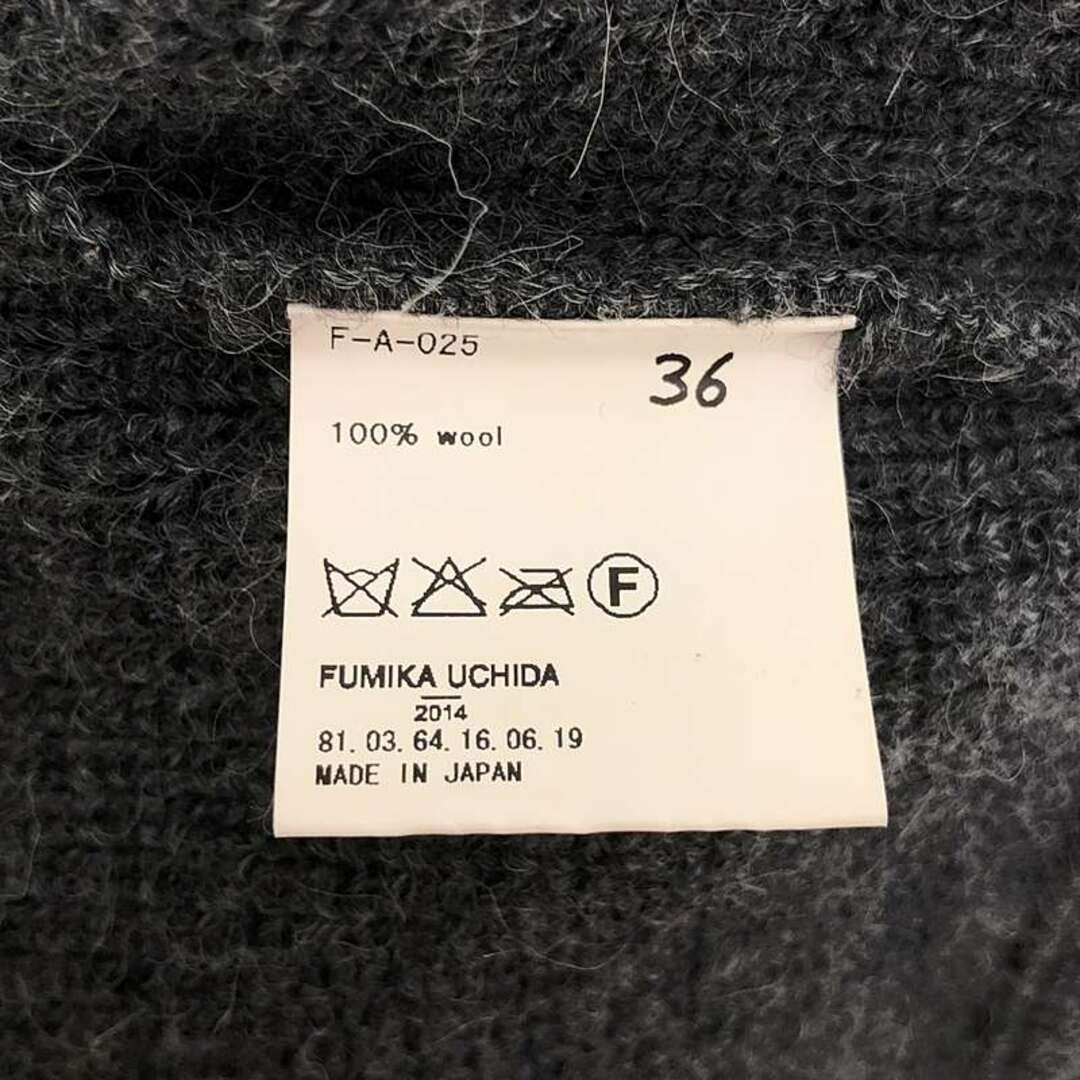 F-A-025
36
100% wool
F
FUMIKA UCHIDA
2014
81. 03. 64. 16. 06. 19
MADE IN JAPAN